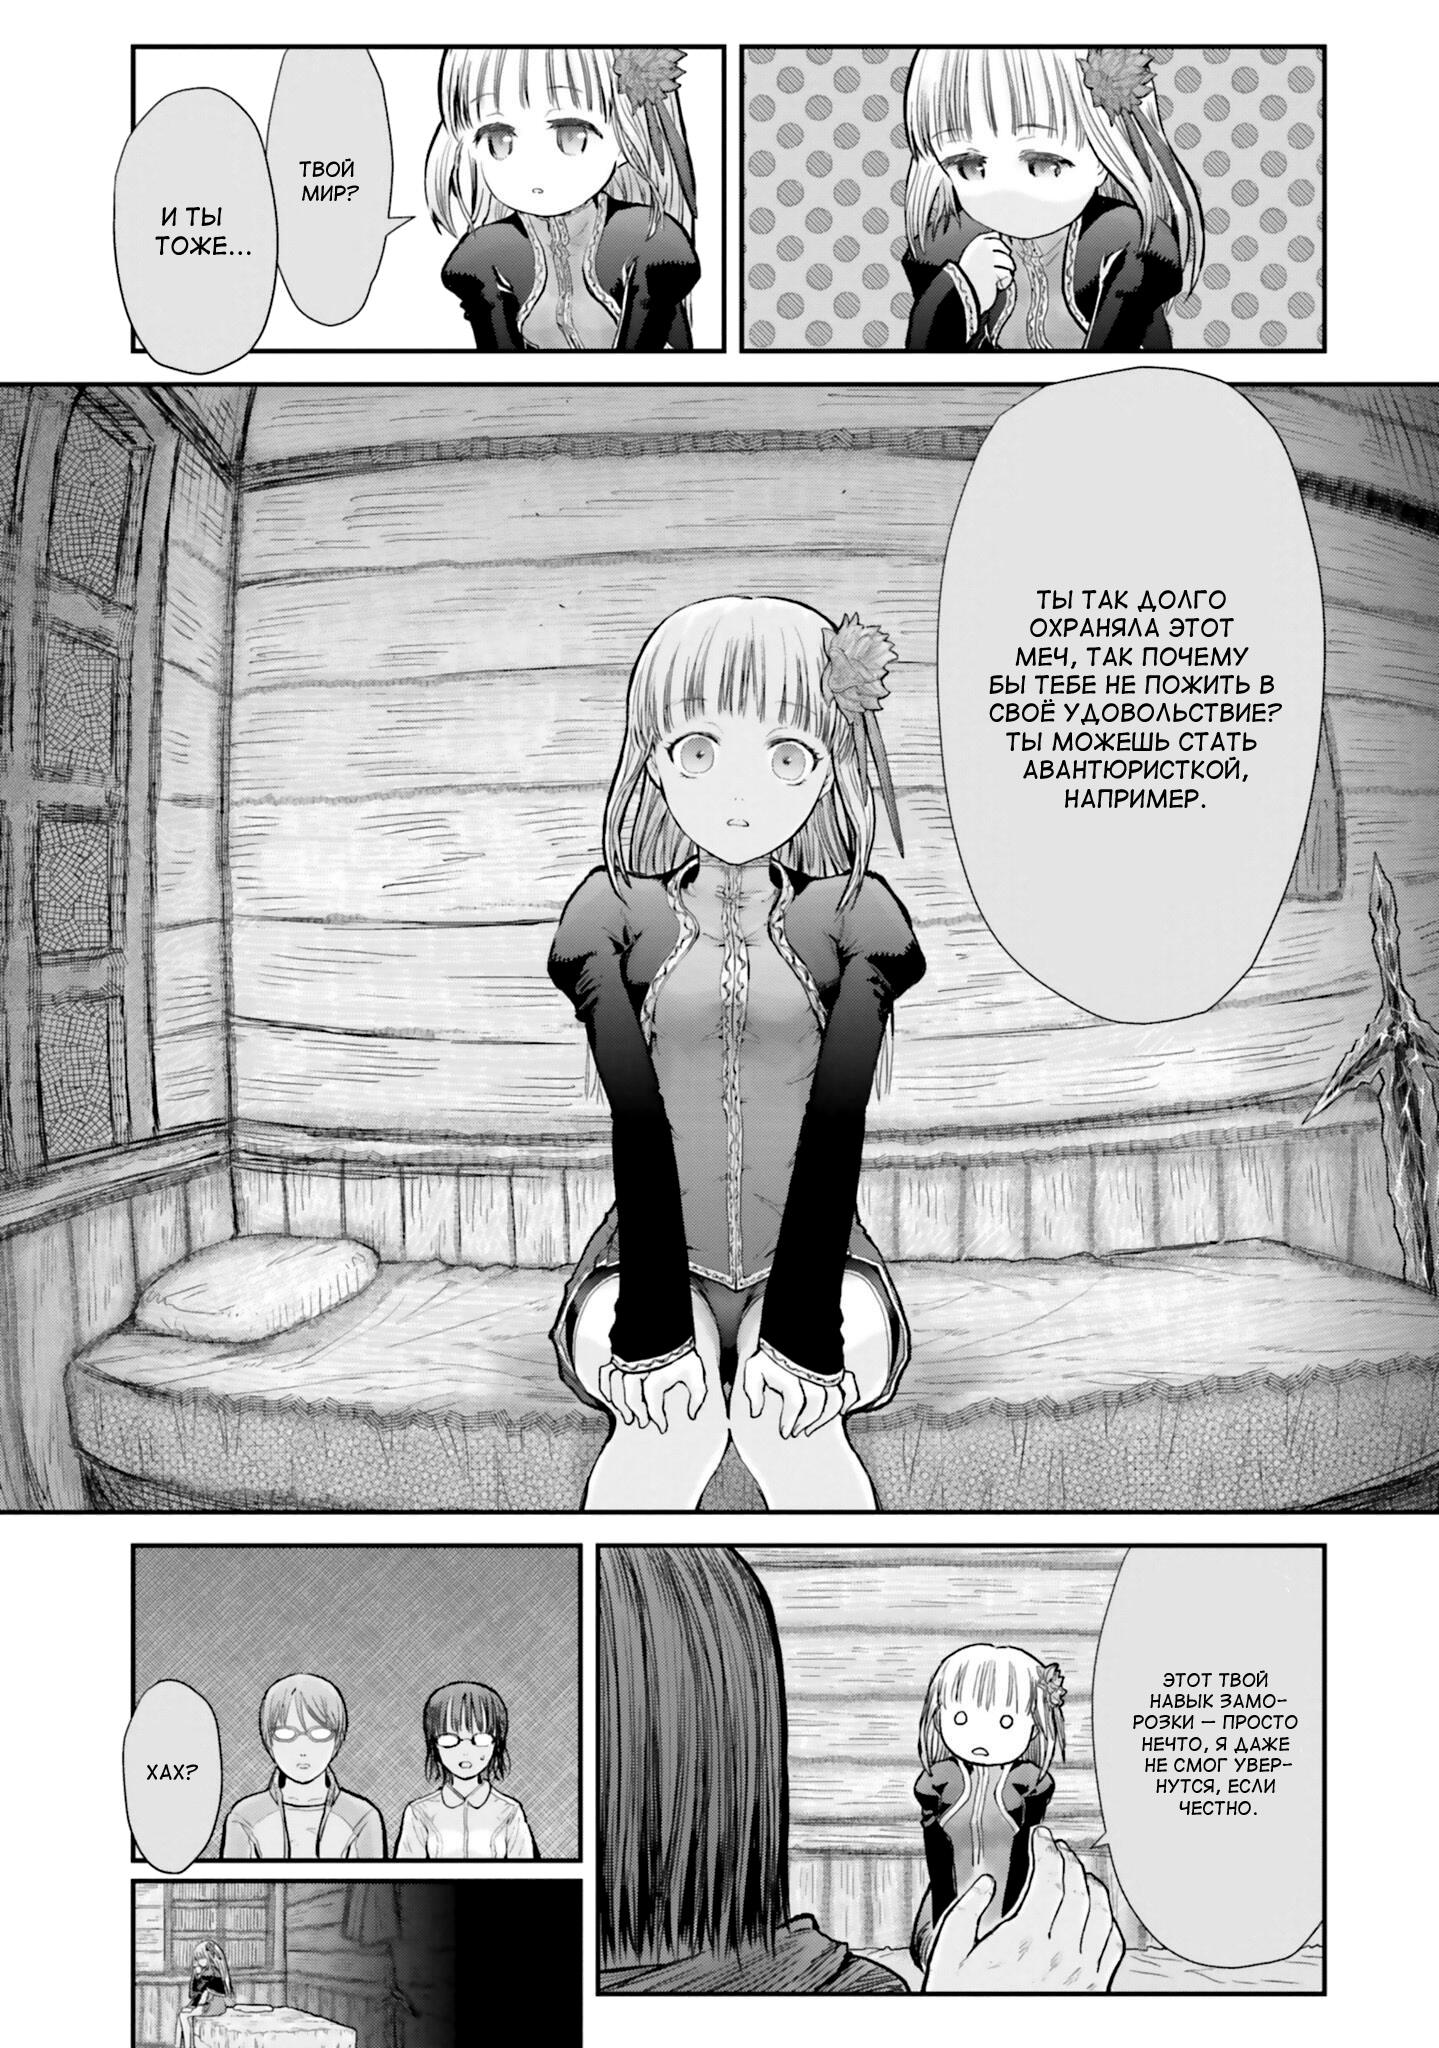 ТВОЙ
МИР?
И ТЫ
ТОЖЕ...
ТЫ ТАК ДОЛГО
ОХРАНЯЛА ЭТОТ
МЕЧ, ТАК ПОЧЕМУ
БЫ ТЕБЕ НЕ ПОЖИТЬ В
СВОЁ УДОВОЛЬСТВИЕ?
ТЫ МОЖЕШЬ СТАТЬ
АВАНТЮРИСТКОЙ,
НАПРИМЕР.
ЭТОТ ТВОЙ
НАВЫК ЗАМО-
РОЗКИ — ПРОСТО
НЕЧТО, Я ДАЖЕ
НЕ СМОГ УВЕР-
НУТСЯ, ЕСЛИ
ЧЕСТНО.
ХАХ?